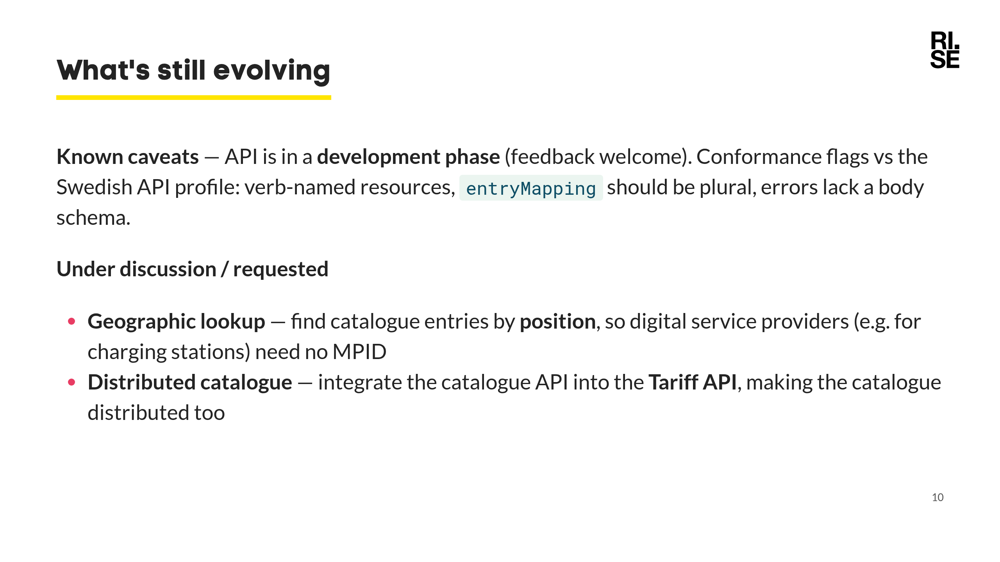 RI.
SE
What's still evolving
Known caveats — API is in a development phase (feedback welcome). Conformance flags vs the
Swedish API profile: verb-named resources, entryMapping should be plural, errors lack a body
schema.
Under discussion / requested
• Geographic lookup — find catalogue entries by position, so digital service providers (e.g. for
charging stations) need no MPID
• Distributed catalogue — integrate the catalogue API into the Tariff API, making the catalogue
distributed too
10